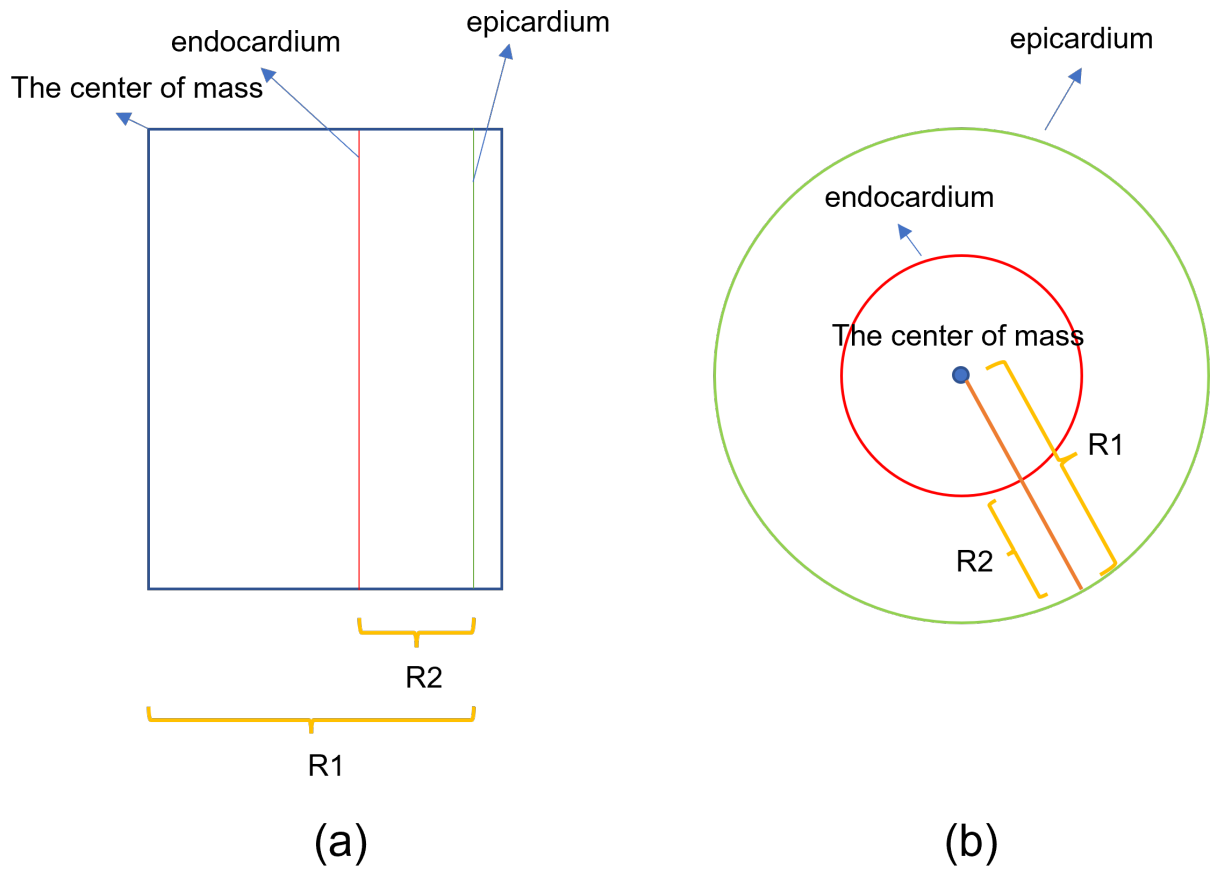 endocardium
epicardium
The center of mass
R2
R1
(a)
epicardium
endocardium
The center of mass
R1
R2
(b)